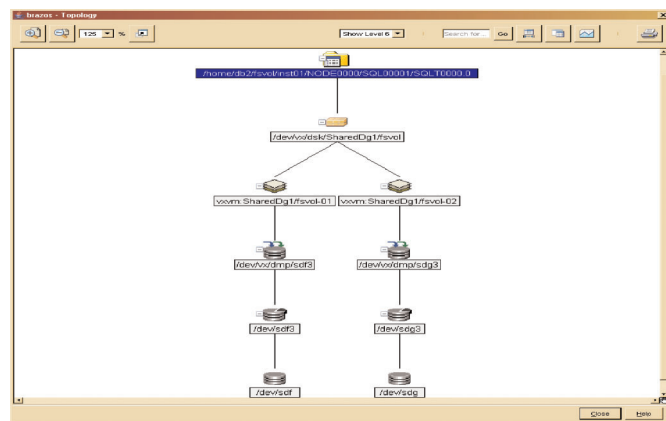 brazos - Topology
125 %
Show Level 6
Search for...
Go
/home/db2/fsvol/inst01/NODE0000/SQL00001/SQLT0000.0
/dev/vx/dsk/SharedDg1/fsvol
vxvm:SharedDg1/fsvol-01
vxvm:SharedDg1/fsvol-02
/dev/vx/dmp/sdf3
/dev/vx/dmp/sdg3
/dev/sdf3
/dev/sdg3
/dev/sdf
/dev/sdg
Close
Help